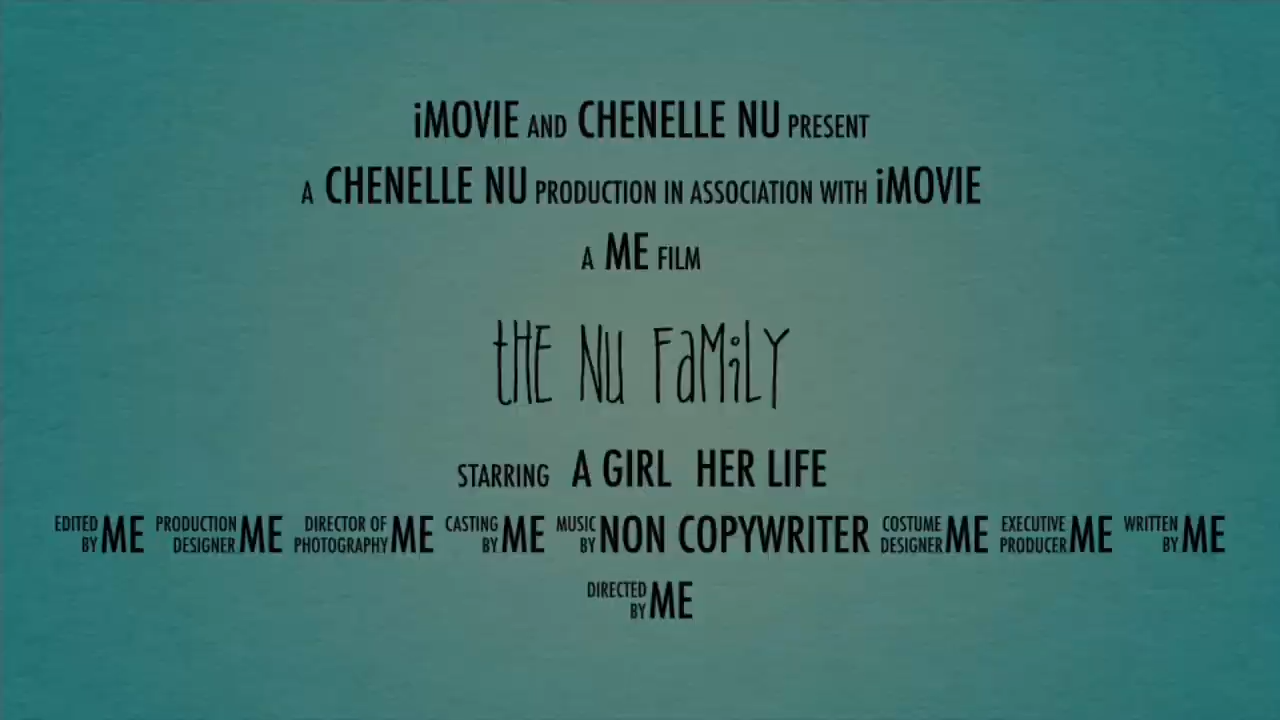 iMOVIE AND CHENELLE NU PRESENT
A CHENELLE NU PRODUCTION IN ASSOCIATION WITH iMOVIE
A ME FILM
tHE NU FaMiLY
STARRING A GIRL HER LIFE
EDITED BY ME PRODUCTION DESIGNER ME DIRECTOR OF PHOTOGRAPHY ME CASTING BY ME MUSIC BY NON COPYWRITER COSTUME DESIGNER ME EXECUTIVE PRODUCER ME WRITTEN BY ME
DIRECTED BY ME